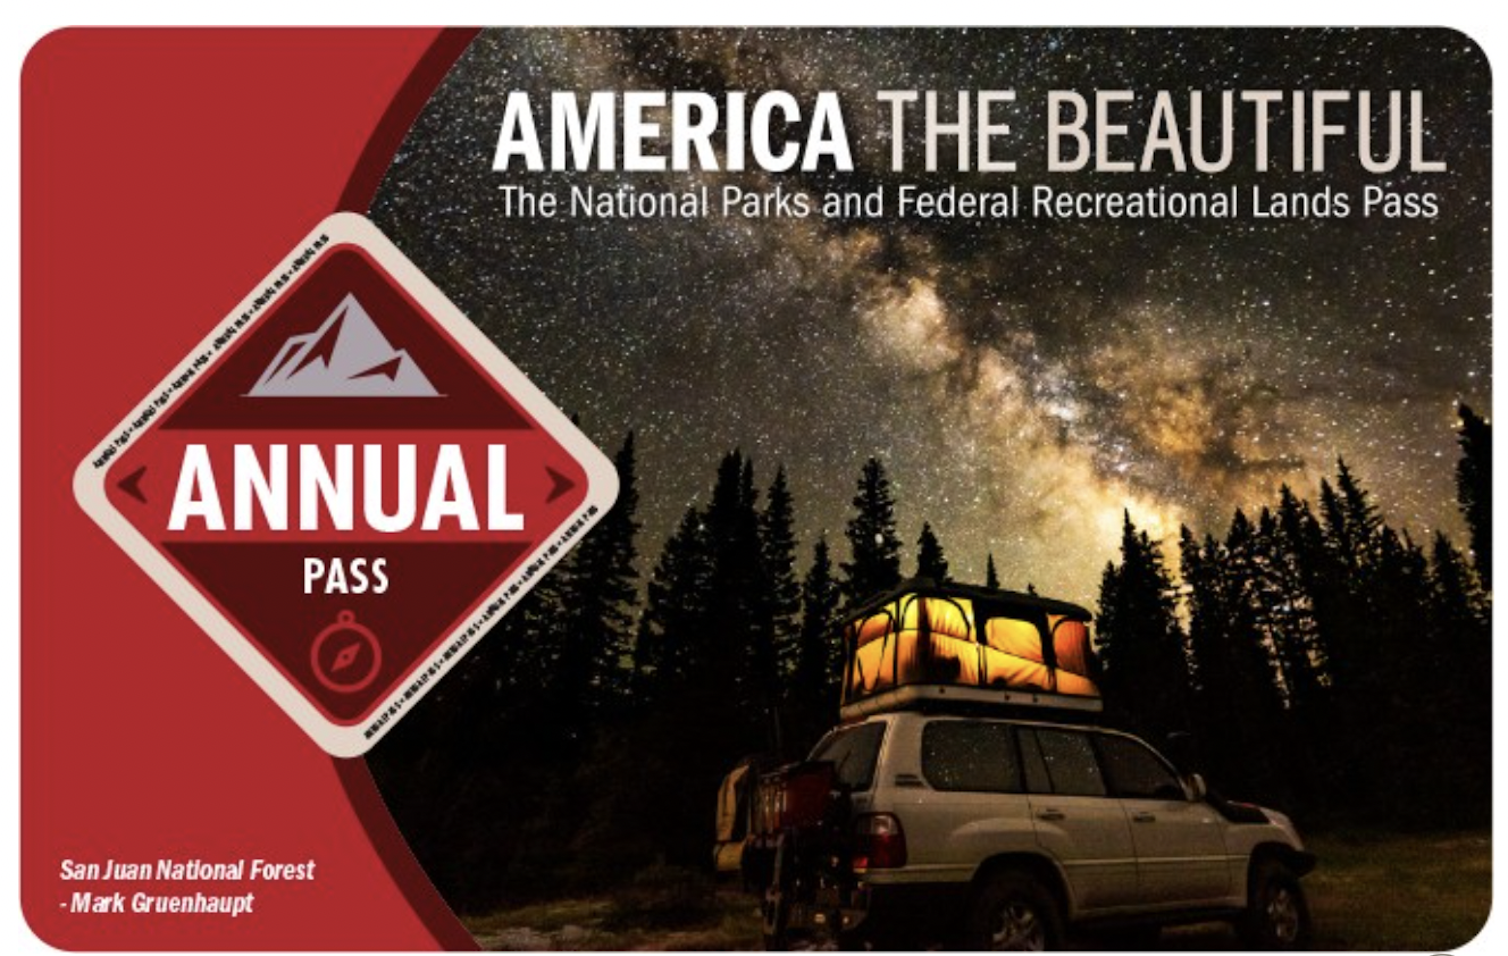 AMERICA THE BEAUTIFUL
The National Parks and Federal Recreational Lands Pass
ANNUAL
PASS
San Juan National Forest
- Mark Gruenhaupt